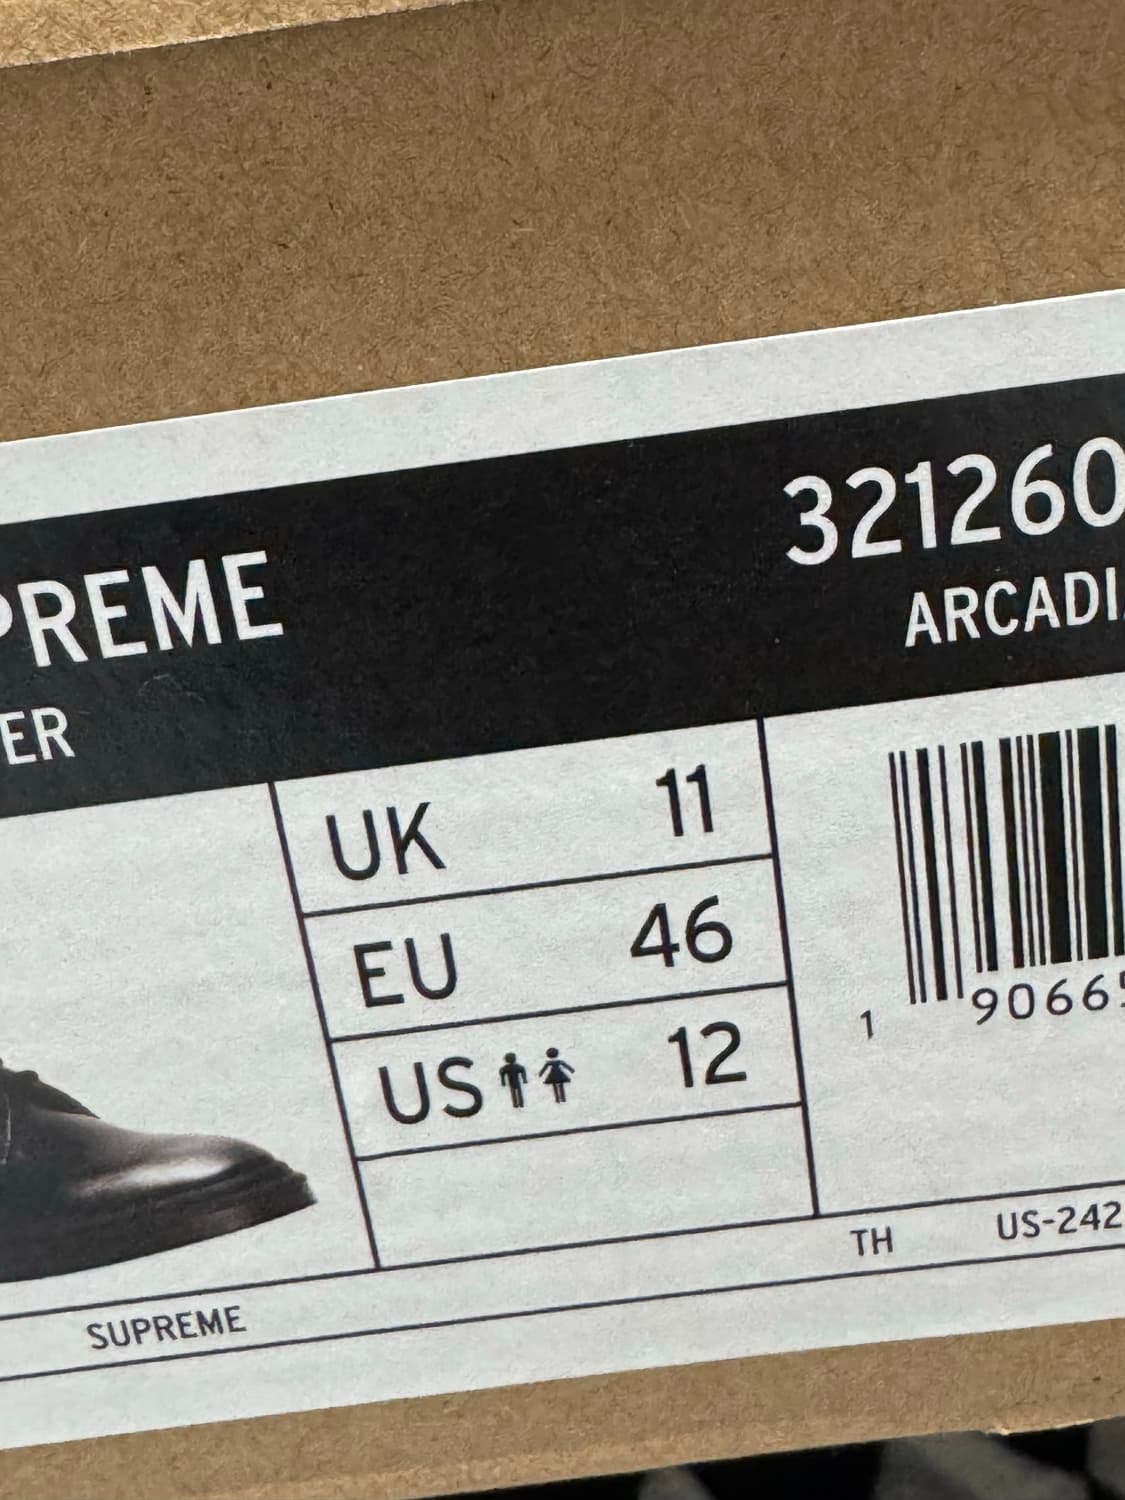 PREME
321260
ER
ARCADI
UK 11
EU 46
US 12
1 9066
TH US-242
SUPREME